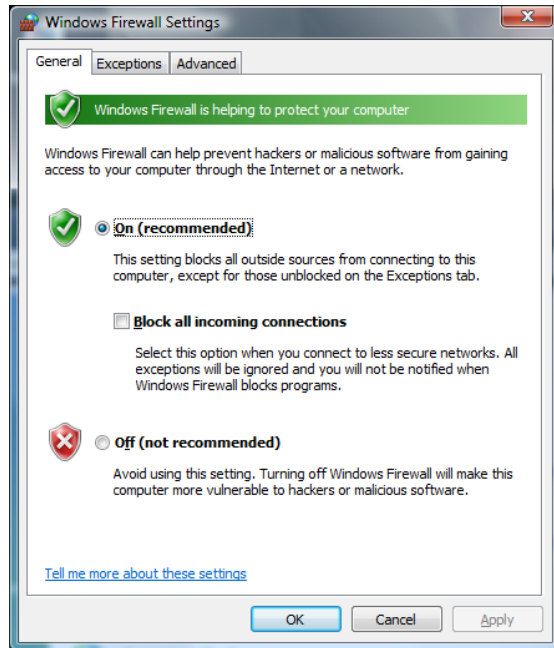 Windows Firewall Settings
General Exceptions Advanced
Windows Firewall is helping to protect your computer
Windows Firewall can help prevent hackers or malicious software from gaining
access to your computer through the Internet or a network.
On (recommended)
This setting blocks all outside sources from connecting to this
computer, except for those unblocked on the Exceptions tab.
Block all incoming connections
Select this option when you connect to less secure networks. All
exceptions will be ignored and you will not be notified when
Windows Firewall blocks programs.
Off (not recommended)
Avoid using this setting. Turning off Windows Firewall will make this
computer more vulnerable to hackers or malicious software.
Tell me more about these settings
OK Cancel Apply